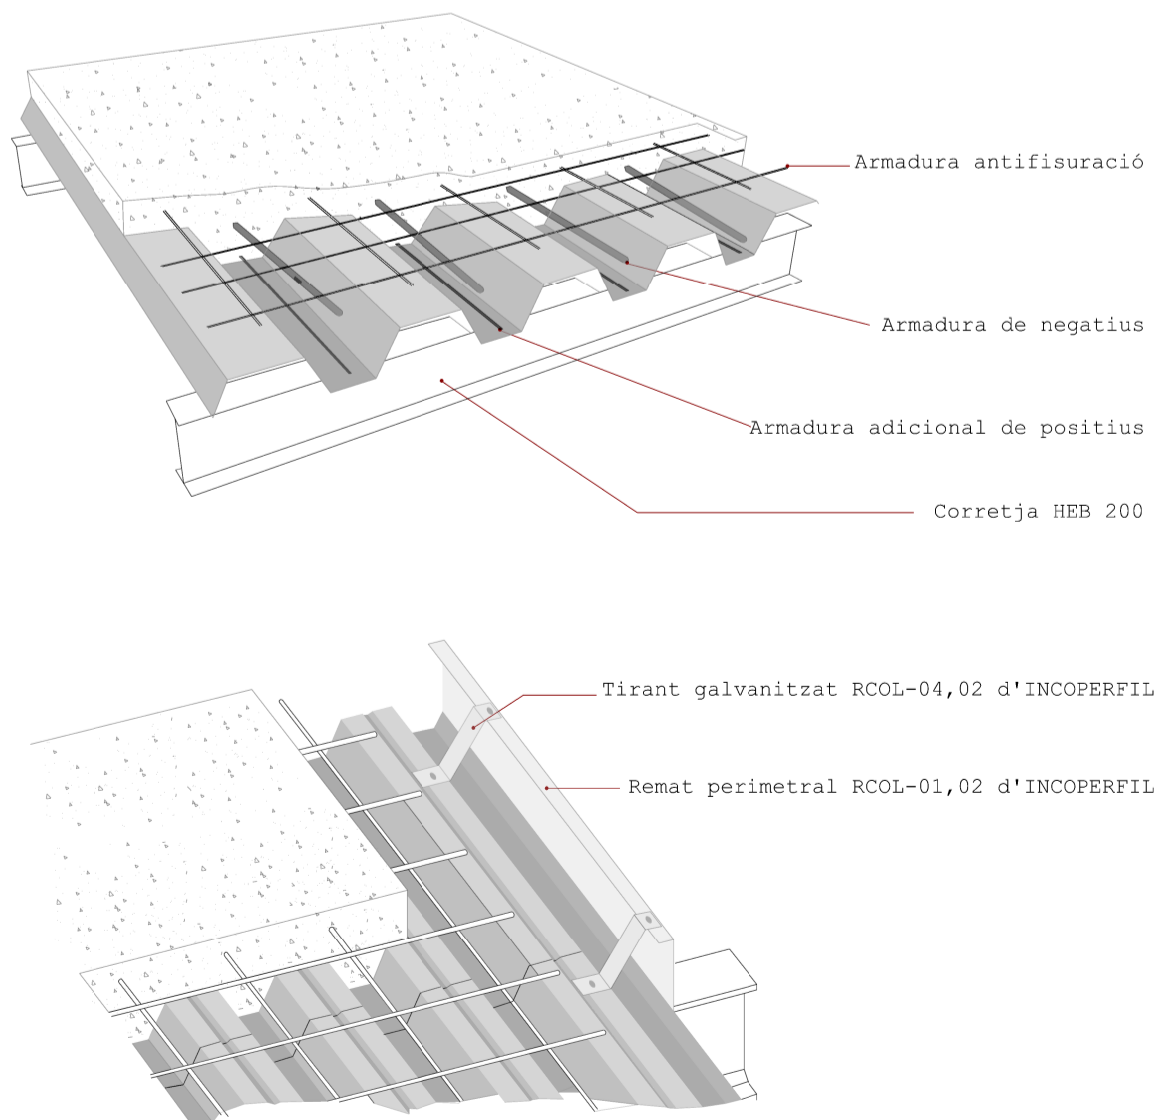 Armadura antifisuració
Armadura de negatius
Armadura adicional de positius
Corretja HEB 200
Tirant galvanitzat RCOL-04,02 d'INCOPERFIL
Remat perimetral RCOL-01,02 d'INCOPERFIL